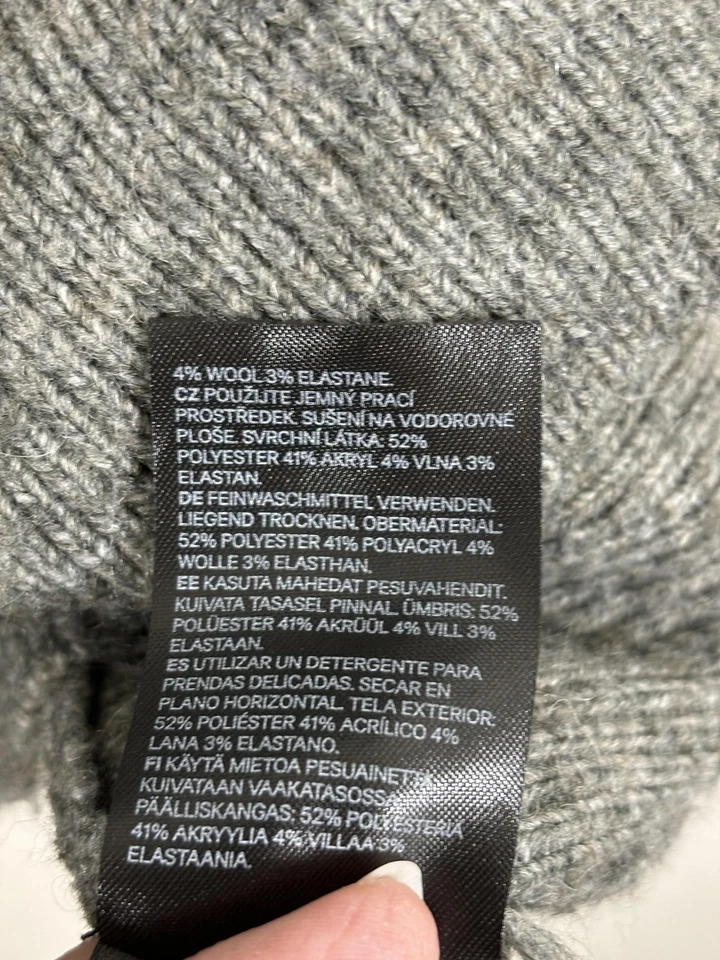 4% WOOL 3% ELASTANE.
CZ POUŽIJTE JEMNÝ PRACÍ
PROSTŘEDEK. SUŠENÍ NA VODOROVNÉ
PLOŠE. SVRCHNÍ LÁTKA: 52%
POLYESTER 41% AKRYL 4% VLNA 3%
ELASTAN.
DE FEINWASCHMITTEL VERWENDEN.
LIEGEND TROCKNEN. OBERMATERIAL:
52% POLYESTER 41% POLYACRYL 4%
WOLLE 3% ELASTHAN.
EE KASUTA MAHEDAT PESUVAHENDIT.
KUIVATA TASASEL PINNAL. ÜMBRIS: 52%
POLÜESTER 41% AKRÜÜL 4% VILL 3%
ELASTAAN.
ES UTILIZAR UN DETERGENTE PARA
PRENDAS DELICADAS. SECAR EN
PLANO HORIZONTAL. TELA EXTERIOR:
52% POLIÉSTER 41% ACRÍLICO 4%
LANA 3% ELASTANO.
FI KÄYTÄ MIETOA PESUAINETTA.
KUIVATAAN VAAKATASOSSA.
PÄÄLLISKANGAS: 52% POLYESTERIÄ
41% AKRYYLIA 4% VILLAA 3%
ELASTAANIA.